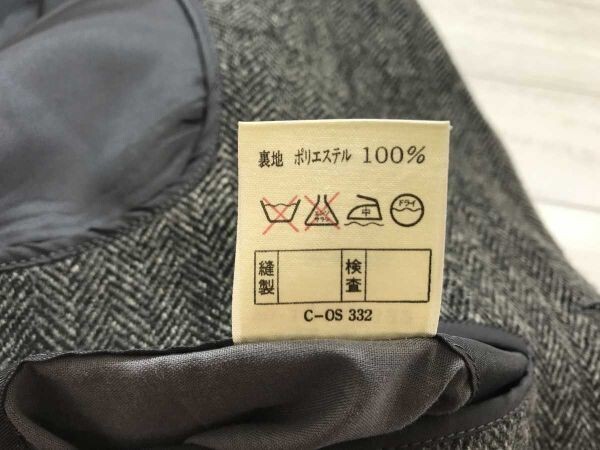 裏地 ポリエステル 100%
中 ドライ
縫製 検査
C-OS 332